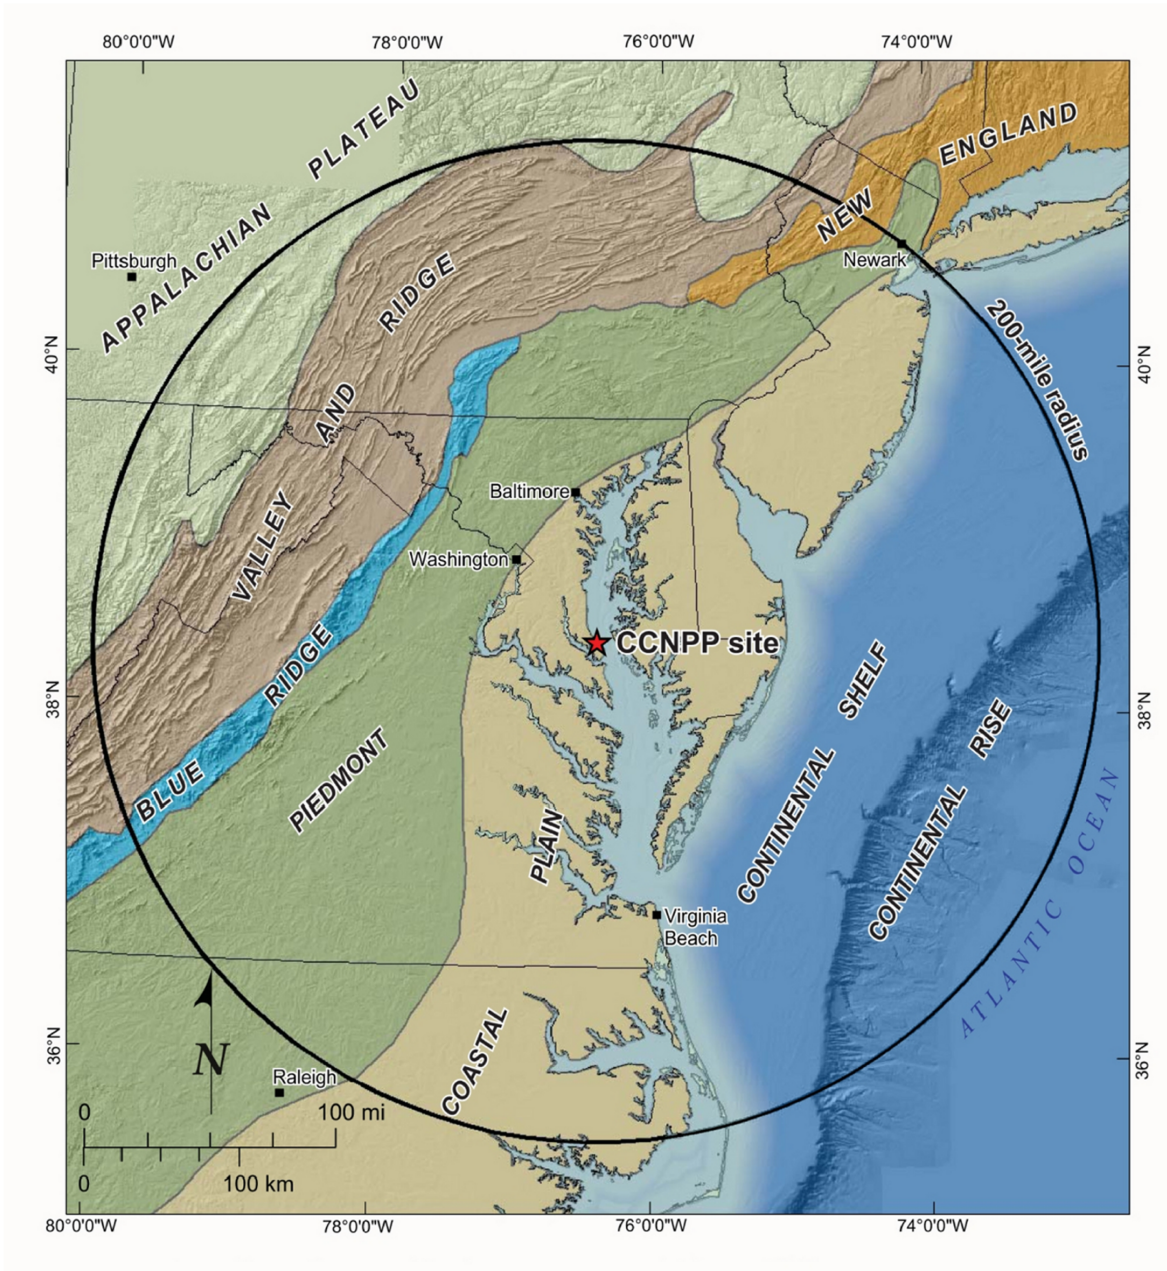 80°0'0"W 78°0'0"W 76°0'0"W 74°0'0"W
APPALACHIAN PLATEAU
NEW ENGLAND
Pittsburgh
VALLEY AND RIDGE
Newark
200-mile radius
40°N
40°N
Baltimore
Washington
CCNPP site
BLUE RIDGE
PIEDMONT
38°N
38°N
CONTINENTAL SHELF
CONTINENTAL RISE
ATLANTIC OCEAN
COASTAL PLAIN
Virginia
Beach
36°N
36°N
N
Raleigh
0 100 mi
0 100 km
80°0'0"W 78°0'0"W 76°0'0"W 74°0'0"W